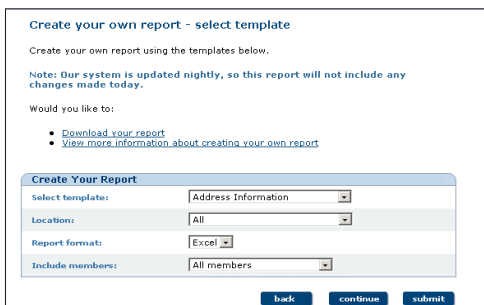 Create your own report - select template
Create your own report using the templates below.
Note: Our system is updated nightly, so this report will not include any
changes made today.
Would you like to:
Download your report
View more information about creating your own report
Create Your Report
Select template: Address Information
Location: All
Report format: Excel
Include members: All members
back continue submit